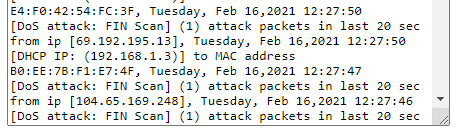 E4:F0:42:54:FC:3F, Tuesday, Feb 16,2021 12:27:50
[DoS attack: FIN Scan] (1) attack packets in last 20 sec
from ip [69.192.195.13], Tuesday, Feb 16,2021 12:27:50
[DHCP IP: (192.168.1.3)] to MAC address
B0:EE:7B:F1:E7:4F, Tuesday, Feb 16,2021 12:27:47
[DoS attack: FIN Scan] (1) attack packets in last 20 sec
from ip [104.65.169.248], Tuesday, Feb 16,2021 12:27:46
[DoS attack: FIN Scan] (1) attack packets in last 20 sec